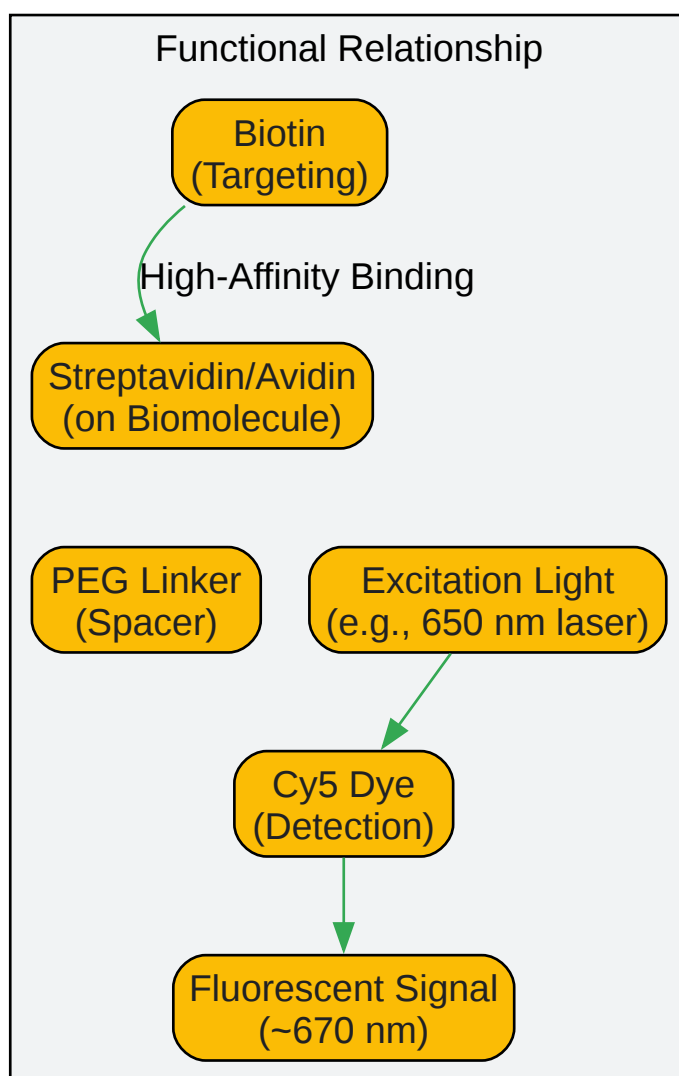 Functional Relationship
Biotin
(Targeting)
High-Affinity Binding
Streptavidin/Avidin
(on Biomolecule)
PEG Linker
(Spacer)
Excitation Light
(e.g., 650 nm laser)
Cy5 Dye
(Detection)
Fluorescent Signal
(~670 nm)